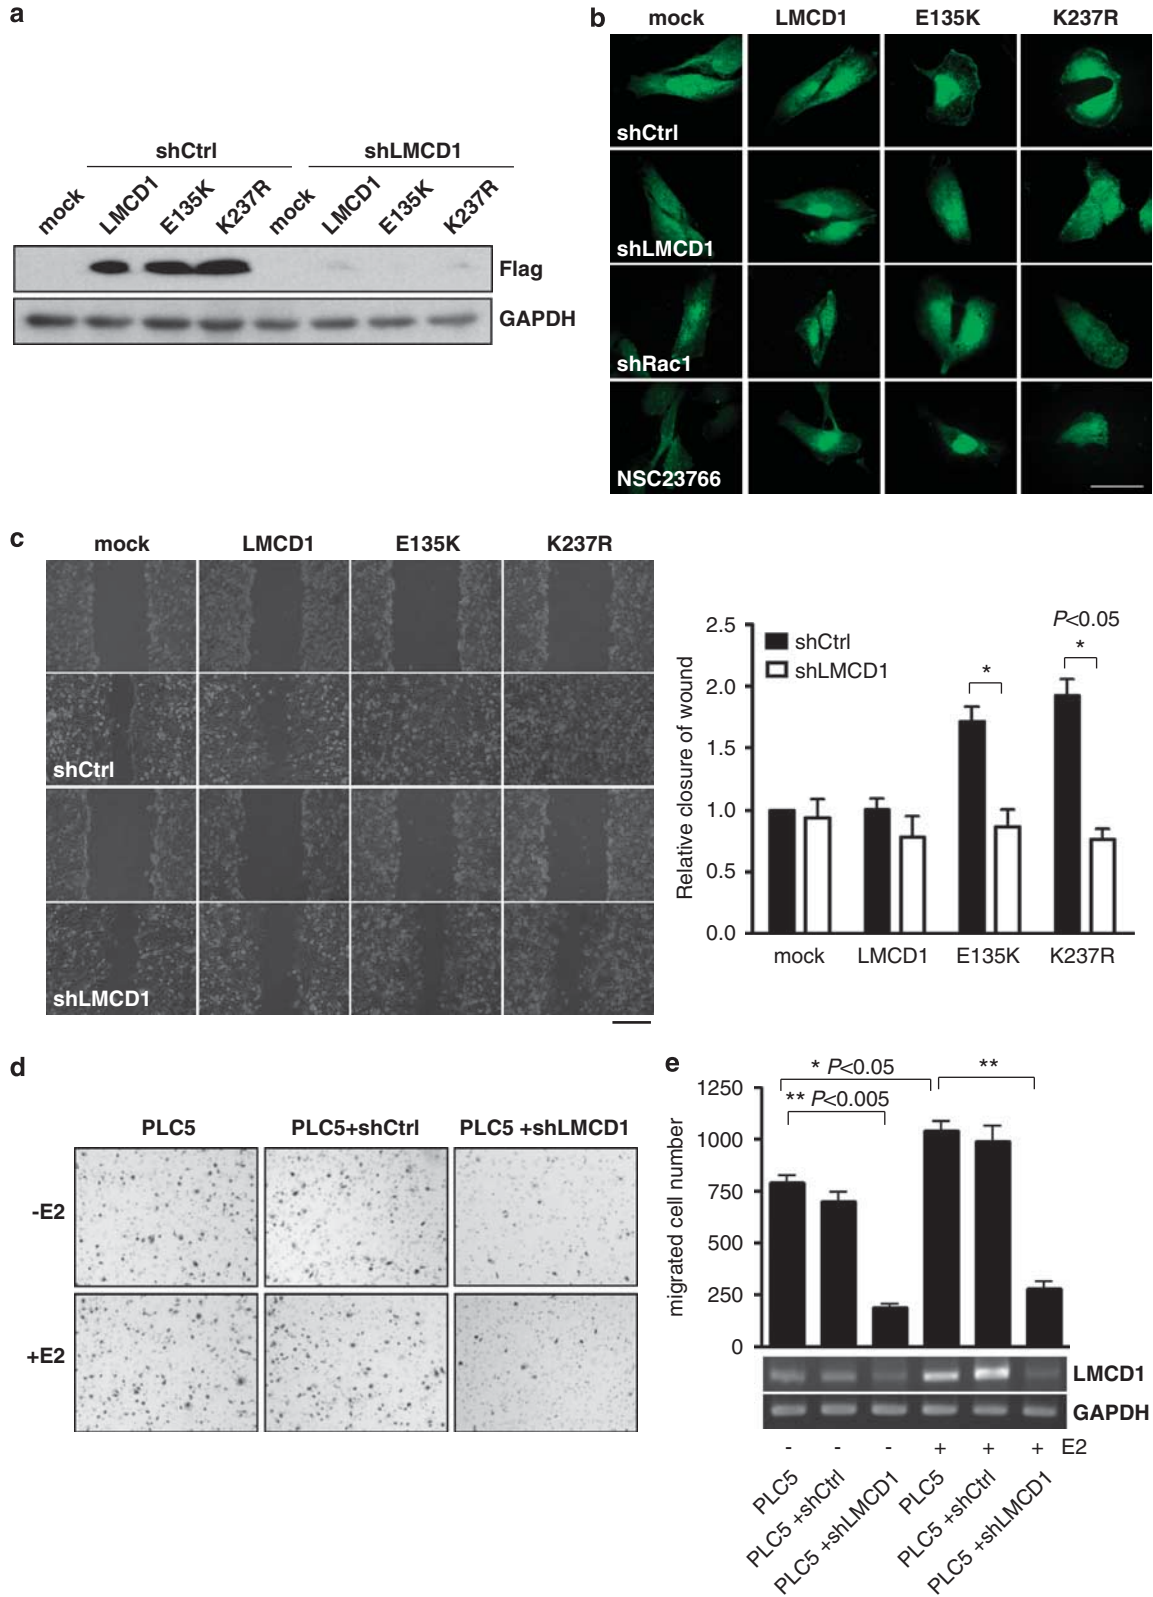 a
shCtrl shLMCD1
mock LMCD1 E135K K237R mock LMCD1 E135K K237R
Flag
GAPDH
b
mock LMCD1 E135K K237R
shCtrl
shLMCD1
shRac1
NSC23766
c
mock LMCD1 E135K K237R
shCtrl
shLMCD1
P<0.05
*
*
shCtrl
shLMCD1
Relative closure of wound
2.5
2.0
1.5
1.0
0.5
0.0
mock LMCD1 E135K K237R
d
PLC5 PLC5+shCtrl PLC5 +shLMCD1
-E2
+E2
e
* P<0.05
**
** P<0.005
migrated cell number
1250
1000
750
500
250
0
LMCD1
GAPDH
- - - + + + E2
PLC5
PLC5 +shCtrl
PLC5 +shLMCD1
PLC5
PLC5 +shCtrl
PLC5 +shLMCD1